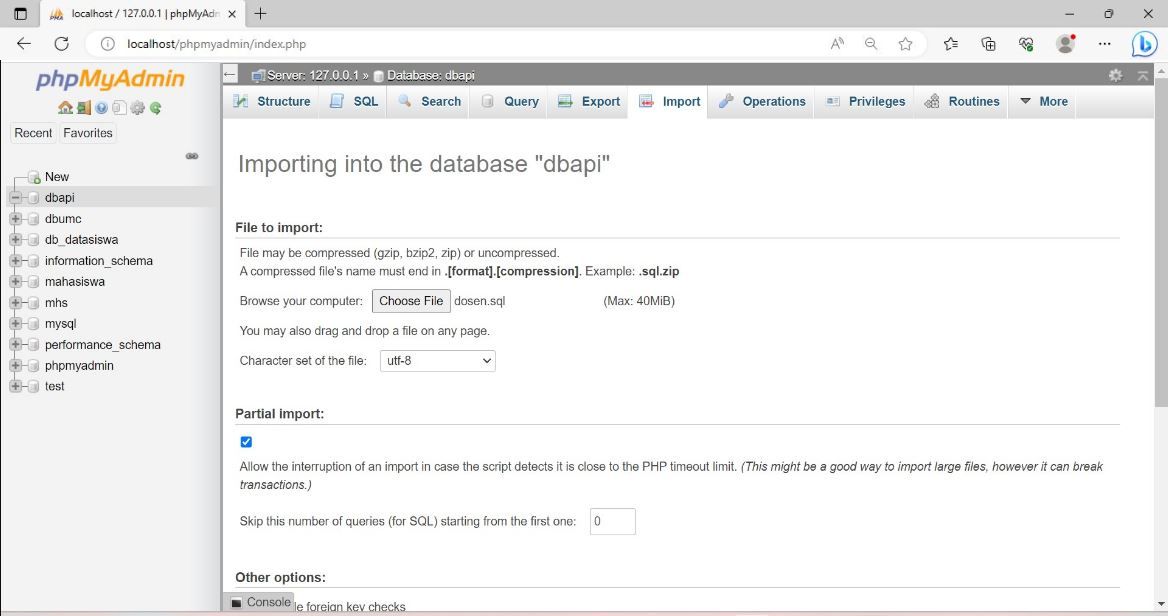 localhost / 127.0.0.1 | phpMyAdm
localhost/phpmyadmin/index.php
phpMyAdmin
Recent Favorites
New
dbapi
dbumc
db_datasiswa
information_schema
mahasiswa
mhs
mysql
performance_schema
phpmyadmin
test
Server: 127.0.0.1 » Database: dbapi
Structure SQL Search Query Export Import Operations Privileges Routines More
Importing into the database "dbapi"
File to import:
File may be compressed (gzip, bzip2, zip) or uncompressed.
A compressed file's name must end in .[format].[compression]. Example: .sql.zip
Browse your computer: Choose File dosen.sql (Max: 40MiB)
You may also drag and drop a file on any page.
Character set of the file: utf-8
Partial import:
Allow the interruption of an import in case the script detects it is close to the PHP timeout limit. (This might be a good way to import large files, however it can break
transactions.)
Skip this number of queries (for SQL) starting from the first one: 0
Other options:
Console le foreign key checks